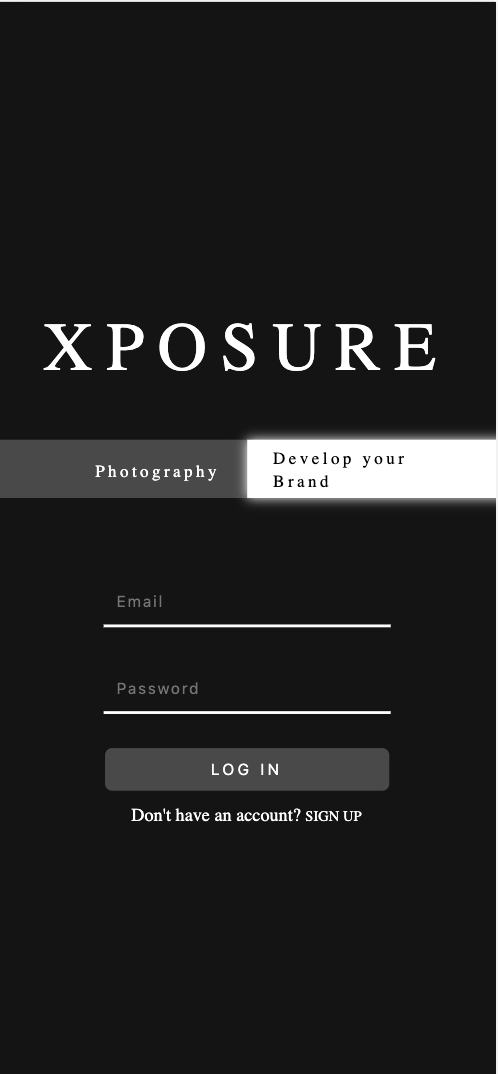 XPOSURE
Photography
Develop your
Brand
Email
Password
LOG IN
Don't have an account? SIGN UP